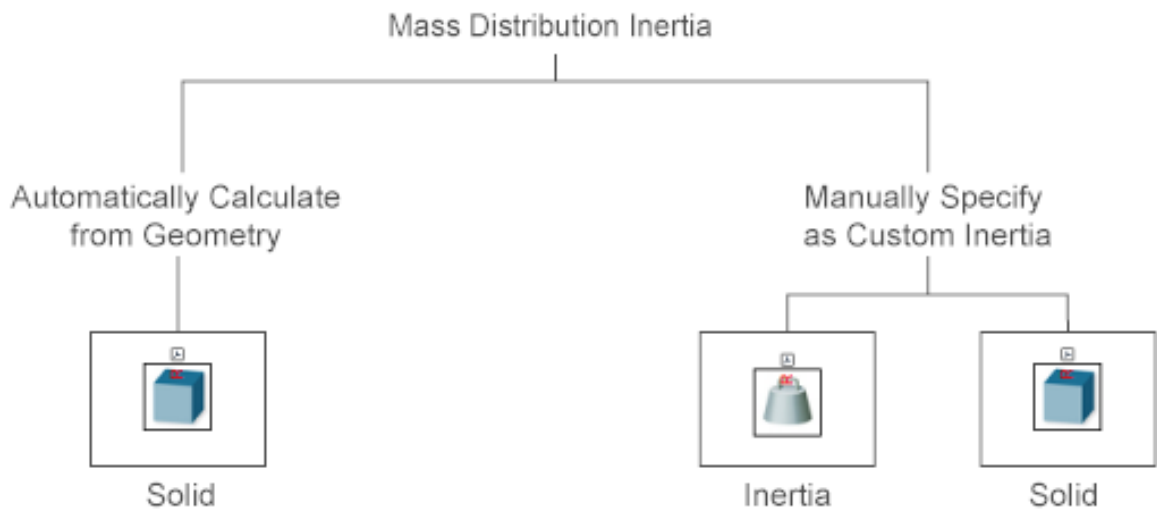 Mass Distribution Inertia
Automatically Calculate
from Geometry
Manually Specify
as Custom Inertia
Solid
Inertia
Solid